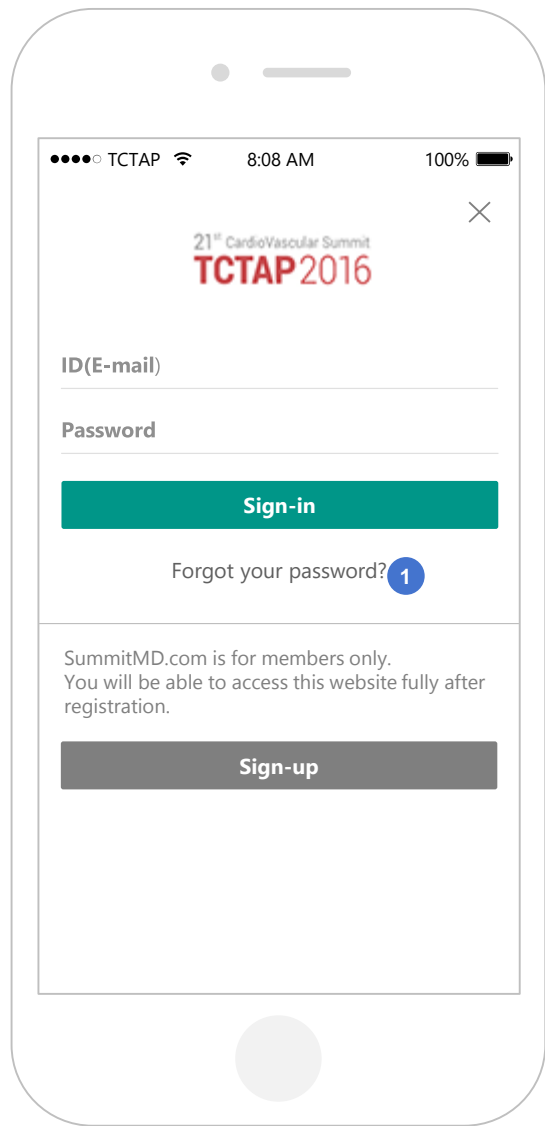 TCTAP 8:08 AM 100%
21st CardioVascular Summit
TCTAP2016
ID(E-mail)
Password
Sign-in
Forgot your password? 1
SummitMD.com is for members only.
You will be able to access this website fully after
registration.
Sign-up